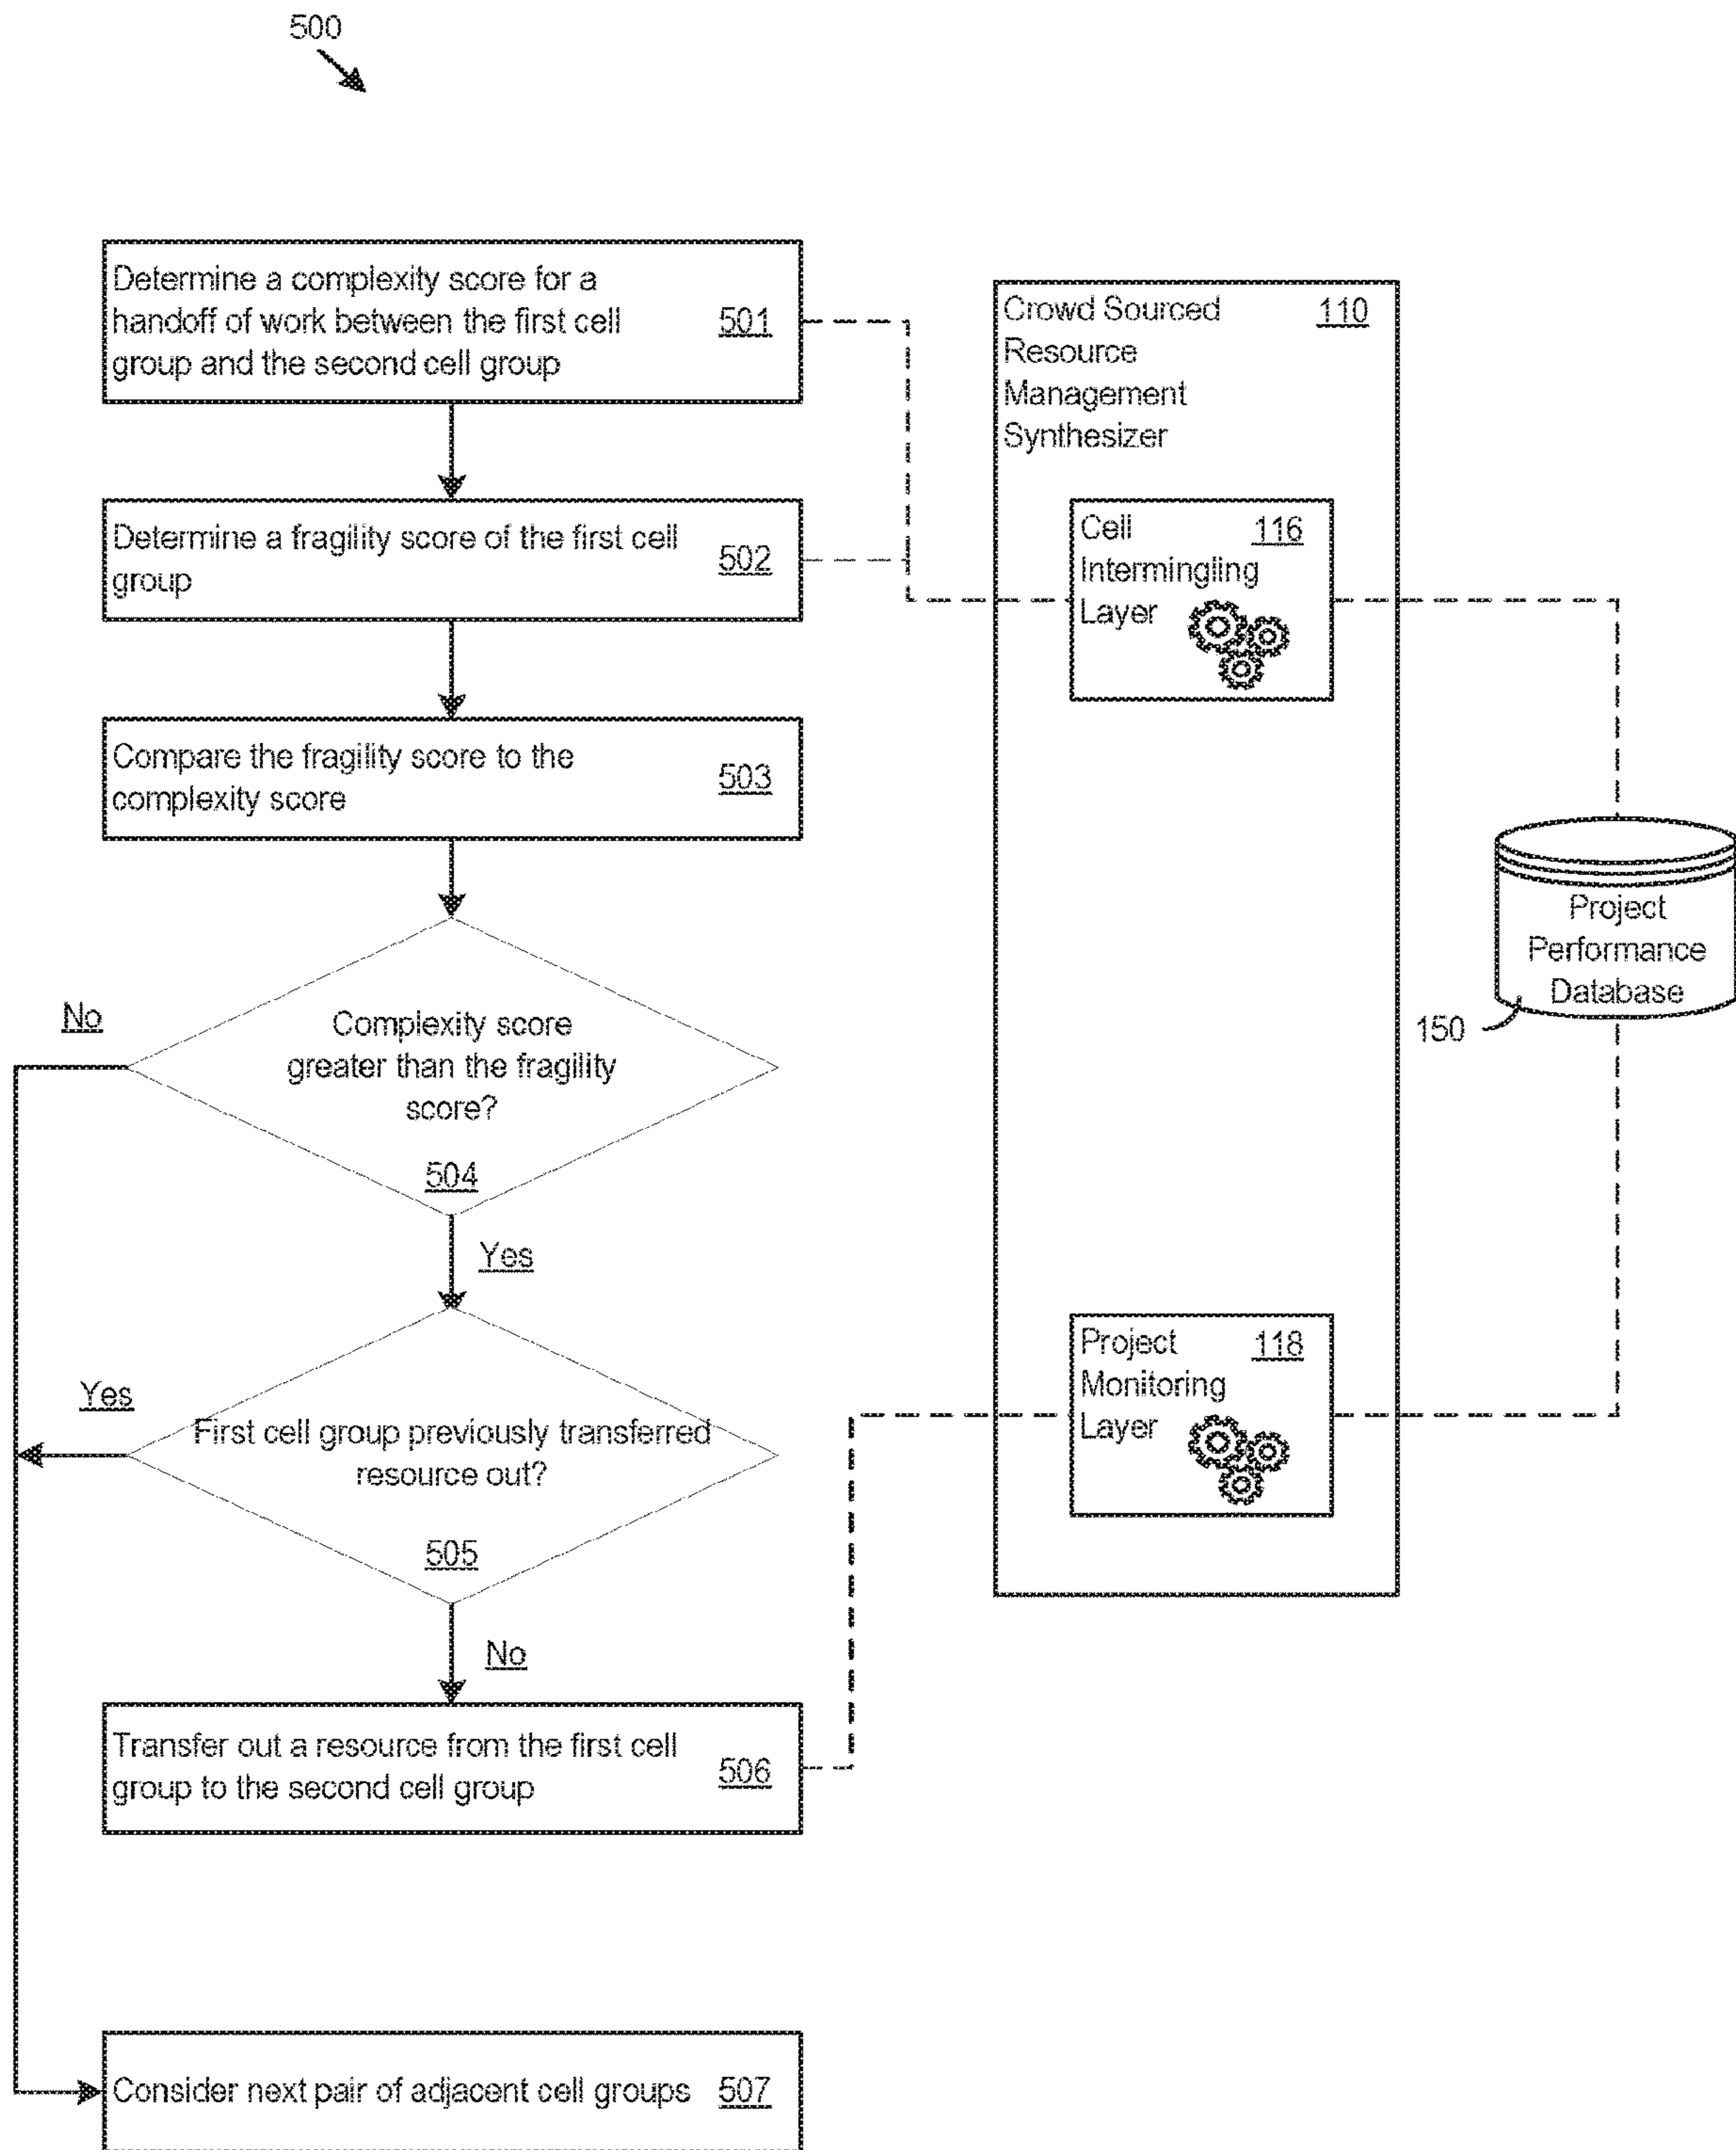 500
Determine a complexity score for a
handoff of work between the first cell
group and the second cell group
501
Determine a fragility score of the first cell
group
502
Compare the fragility score to the
complexity score
503
Complexity score
greater than the fragility
score?
504
No
Yes
First cell group previously transferred
resource out?
505
Yes
No
Transfer out a resource from the first cell
group to the second cell group
506
Consider next pair of adjacent cell groups
507
Crowd Sourced
Resource
Management
Synthesizer
110
Cell
Intermingling
Layer
116
Project
Monitoring
Layer
118
Project
Performance
Database
150